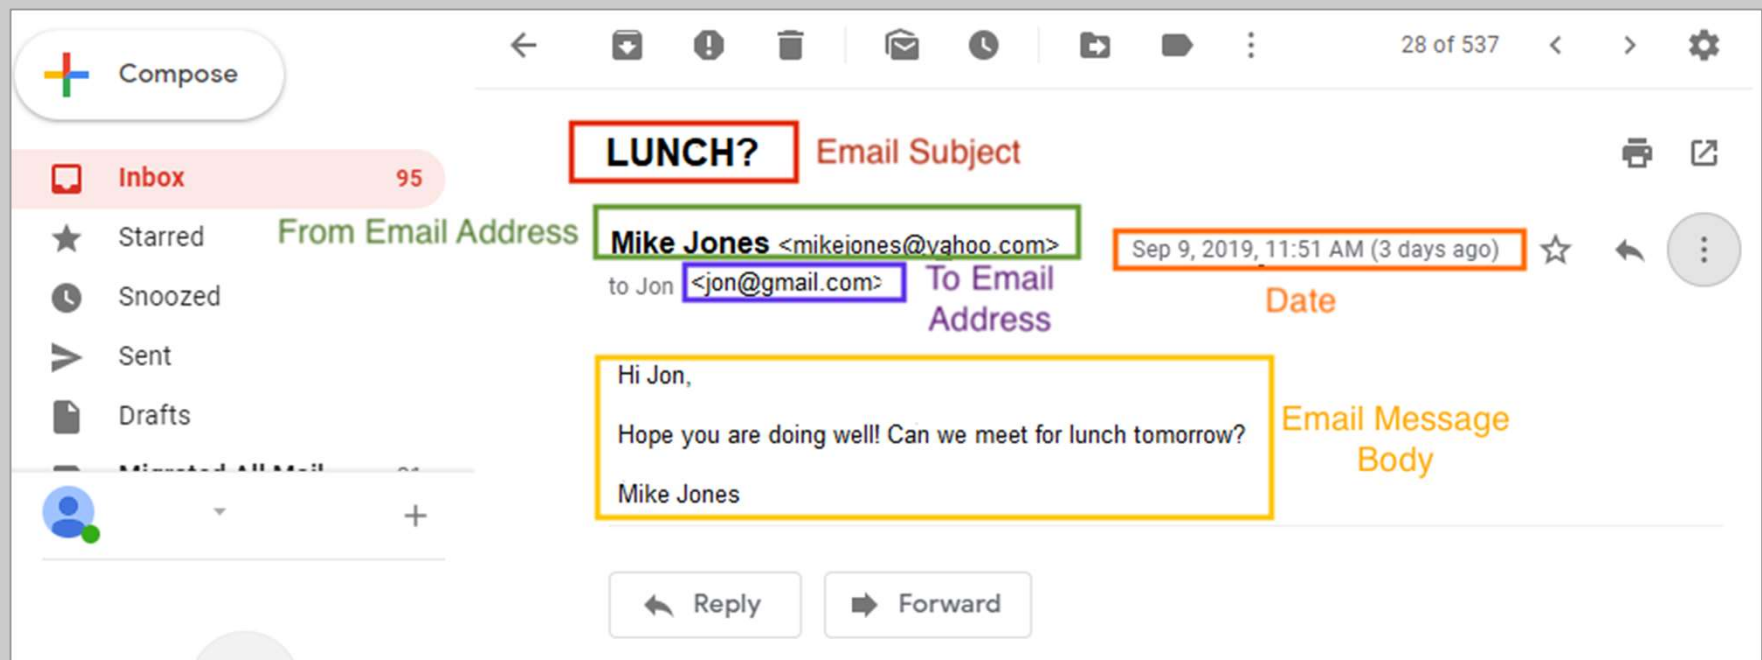 Compose
28 of 537
LUNCH?
Email Subject
Inbox 95
Starred
From Email Address
Mike Jones <mikejones@yahoo.com>
Sep 9, 2019, 11:51 AM (3 days ago)
to Jon <jon@gmail.com>
To Email
Address
Date
Snoozed
Sent
Drafts
Migrated All Mail
Hi Jon,
Hope you are doing well! Can we meet for lunch tomorrow?
Mike Jones
Email Message
Body
Reply
Forward